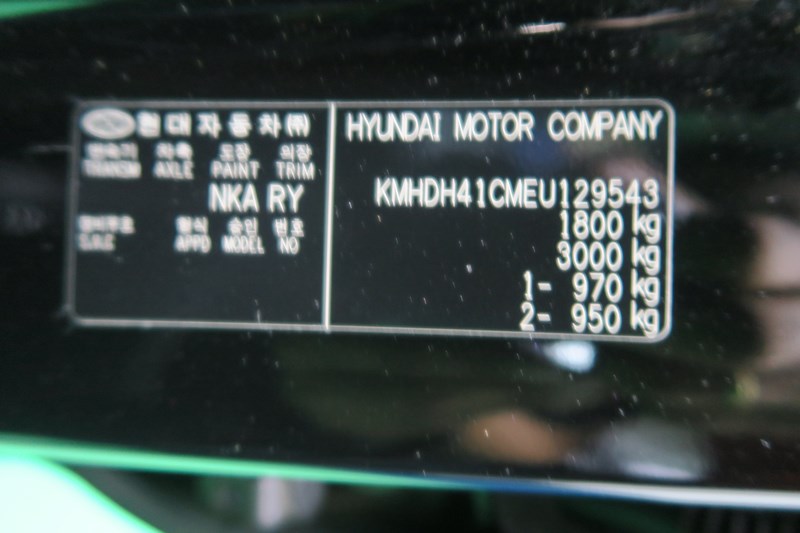 현대자동차㈜
변속기 차축 도장 외장
TRANSM AXLE PAINT TRIM
NKA RY
형식 승인 번호
APPD MODEL NO
HYUNDAI MOTOR COMPANY
KMHDH41CMEU129543
1800 kg
3000 kg
1- 970 kg
2- 950 kg